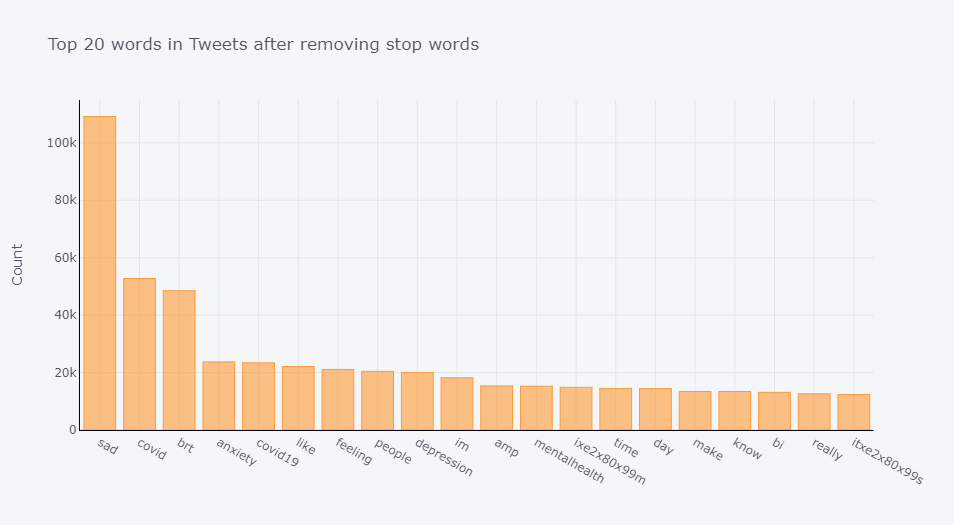 Top 20 words in Tweets after removing stop words
100k
80k
60k
40k
20k
0
Count
sad
covid
brt
anxiety
covid19
like
feeling
people
depression
im
amp
mentalhealth
ixe2x80x99m
time
day
make
know
bi
really
itxe2x80x99s